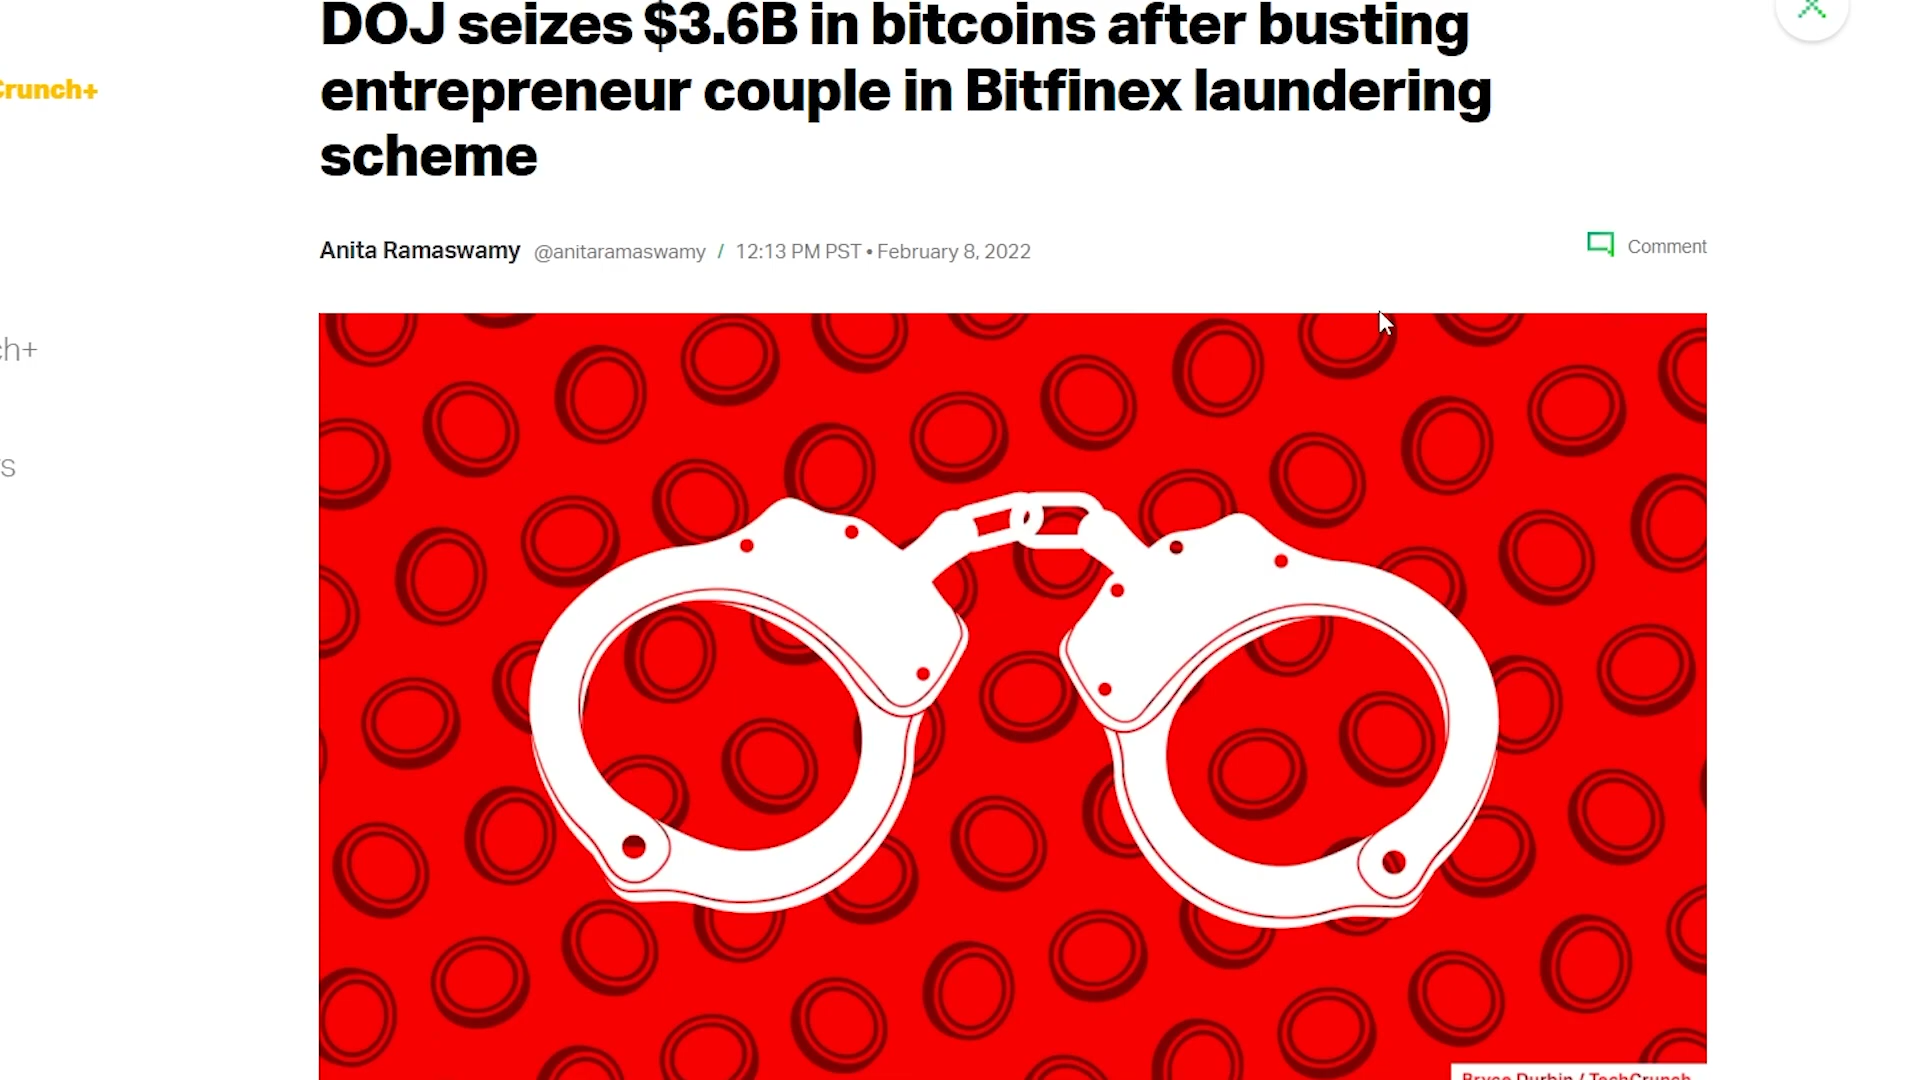 DOJ seizes $3.6B in bitcoins after busting
entrepreneur couple in Bitfinex laundering
scheme
Crunch+
Anita Ramaswamy @anitaramaswamy / 12:13 PM PST • February 8, 2022
Comment
ch+
rs
Bryce Durbin / TechCrunch